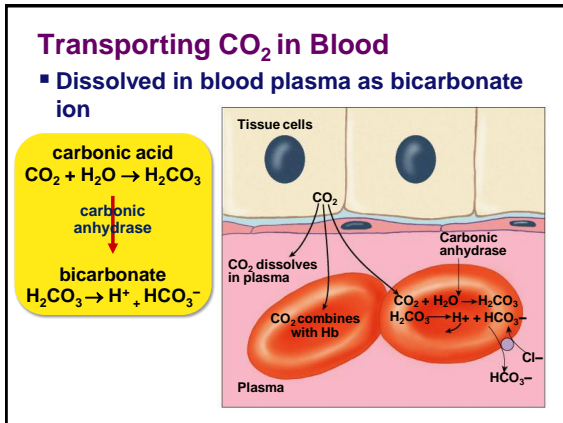 Transporting CO₂ in Blood
▪ Dissolved in blood plasma as bicarbonate
ion
carbonic acid
CO₂ + H₂O → H₂CO₃
carbonic
anhydrase
bicarbonate
H₂CO₃ → H⁺ + HCO₃⁻
Tissue cells
CO₂
CO₂ dissolves
in plasma
CO₂ combines
with Hb
Plasma
Carbonic
anhydrase
CO₂ + H₂O → H₂CO₃
H₂CO₃ → H+ + HCO₃–
Cl–
HCO₃–